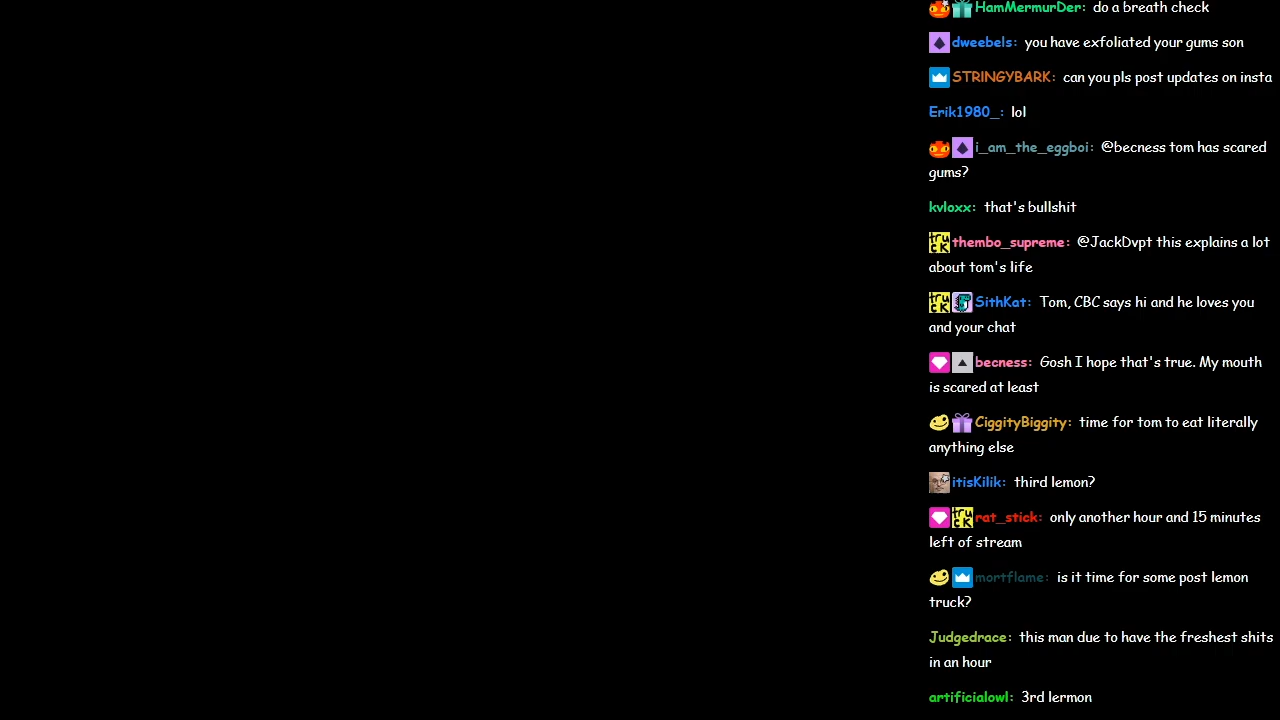 HamMermurDer: do a breath check
dweebels: you have exfoliated your gums son
STRINGYBARK: can you pls post updates on insta
Erik1980_: lol
i_am_the_eggboi: @becness tom has scared
gums?
kvloxx: that's bullshit
truck thembo_supreme: @JackDvpt this explains a lot
about tom's life
truck SithKat: Tom, CBC says hi and he loves you
and your chat
becness: Gosh I hope that's true. My mouth
is scared at least
CiggityBiggity: time for tom to eat literally
anything else
itisKilik: third lemon?
truck rat_stick: only another hour and 15 minutes
left of stream
mortflame: is it time for some post lemon
truck?
Judgedrace: this man due to have the freshest shits
in an hour
artificialowl: 3rd lermon